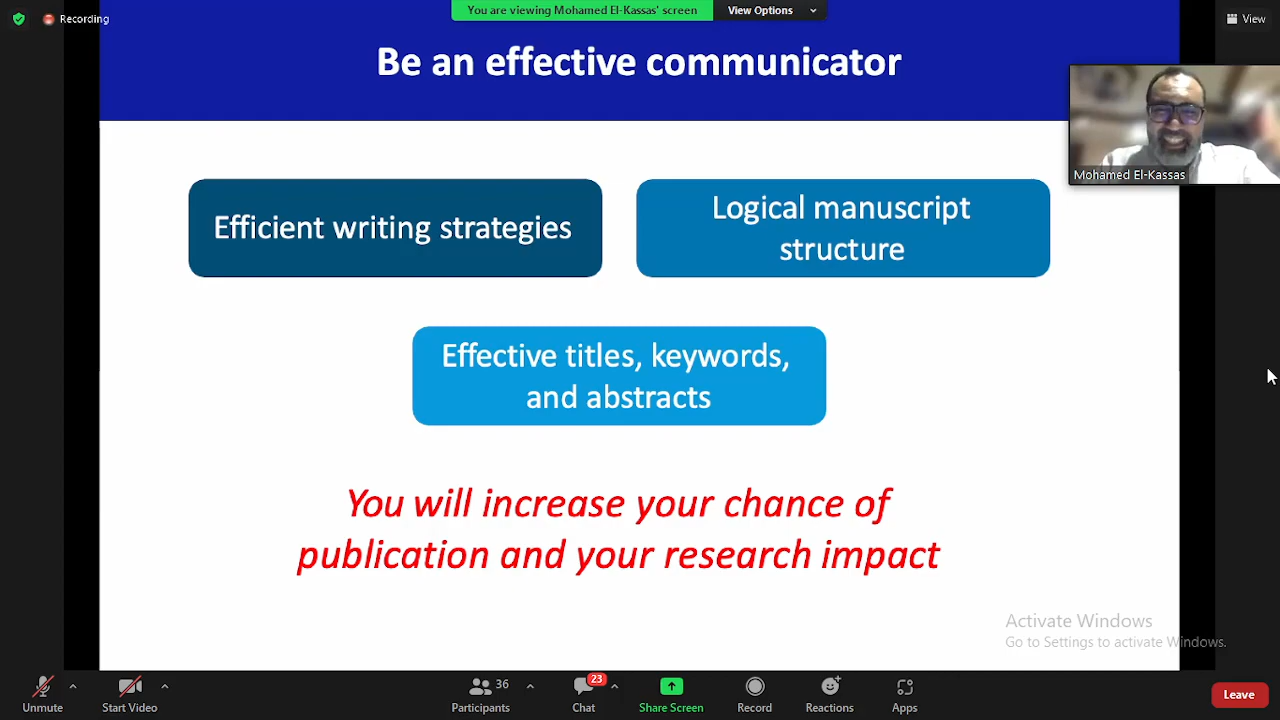 Recording
You are viewing Mohamed El-Kassas' screen
View Options
View
Be an effective communicator
Mohamed El-Kassas
Efficient writing strategies
Logical manuscript
structure
Effective titles, keywords,
and abstracts
You will increase your chance of
publication and your research impact
Activate Windows
Go to Settings to activate Windows.
Unmute
Start Video
36
Participants
23
Chat
Share Screen
Record
Reactions
Apps
Leave